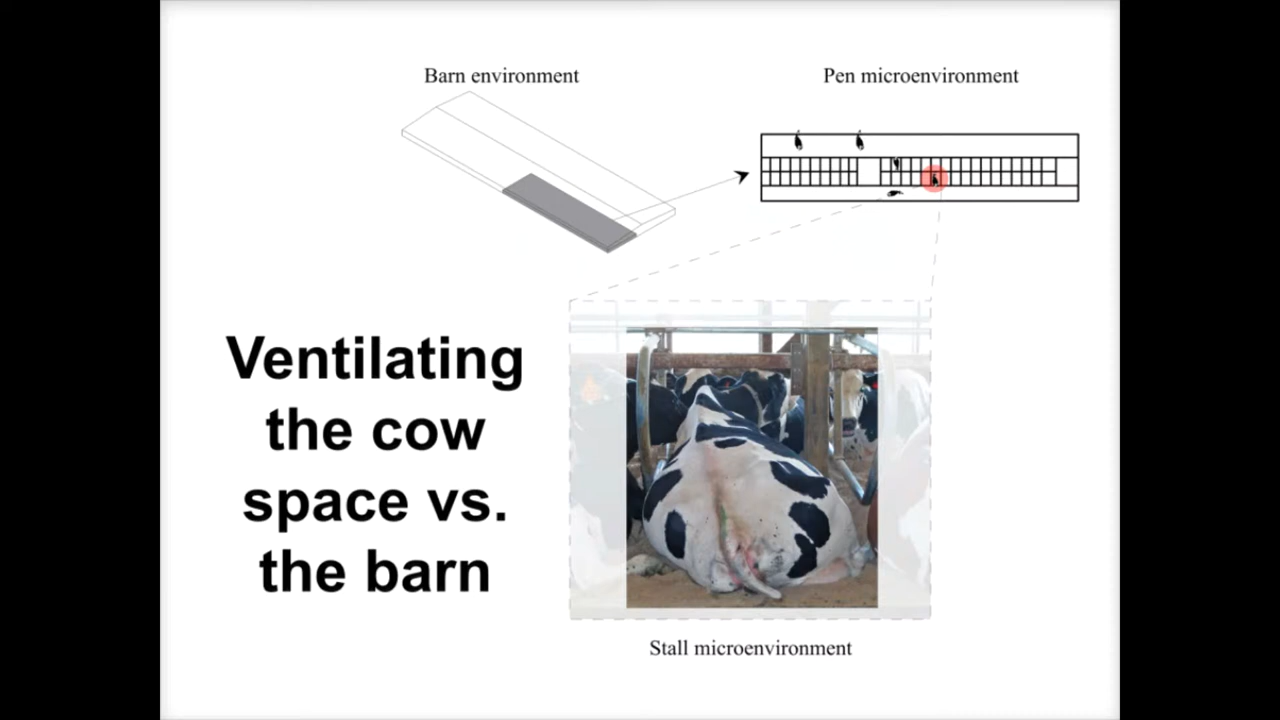 Barn environment
Pen microenvironment
Ventilating
the cow
space vs.
the barn
Stall microenvironment